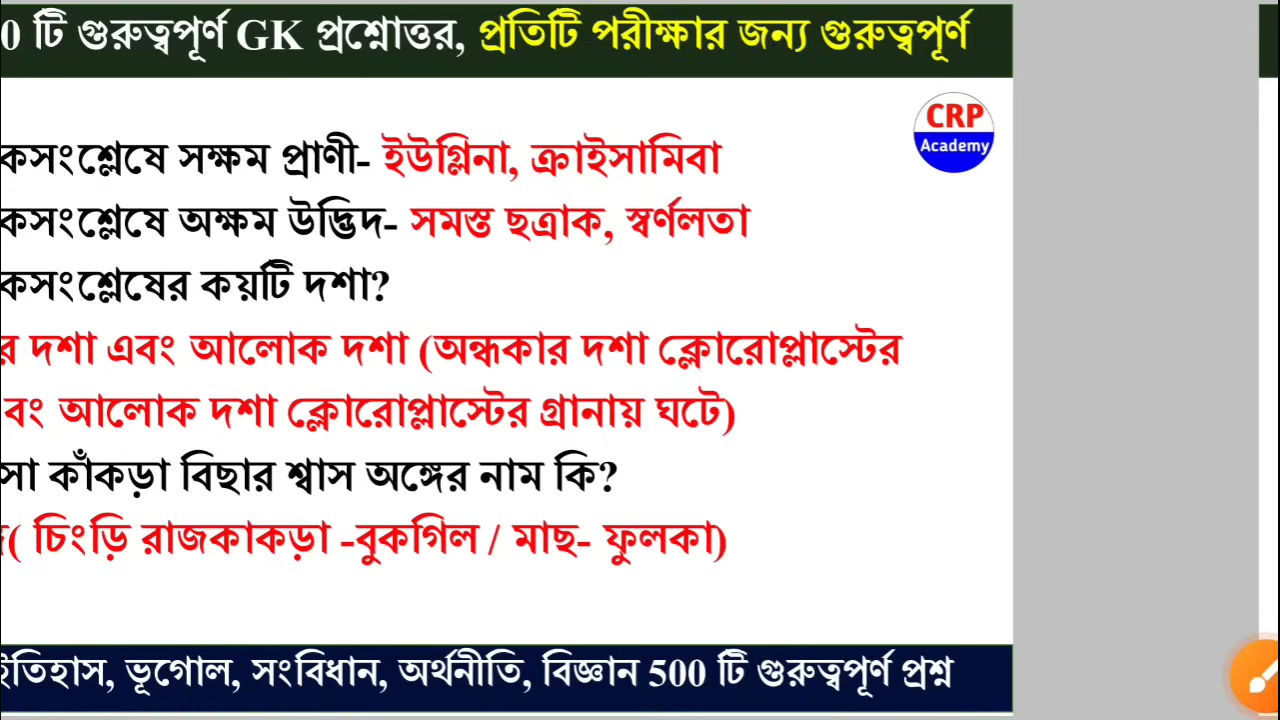 0 টি গুরুত্বপূর্ণ GK প্রশ্নোত্তর, প্রতিটি পরীক্ষার জন্য গুরুত্বপূর্ণ
CRP
Academy
কসংশ্লেষে সক্ষম প্রাণী- ইউগ্লিনা, ক্রাইসামিবা
কসংশ্লেষে অক্ষম উদ্ভিদ- সমস্ত ছত্রাক, স্বর্ণলতা
কসংশ্লেষের কয়টি দশা?
র দশা এবং আলোক দশা (অন্ধকার দশা ক্লোরোপ্লাস্টের
বং আলোক দশা ক্লোরোপ্লাস্টের গ্রানায় ঘটে)
সা কাঁকড়া বিছার শ্বাস অঙ্গের নাম কি?
( চিংড়ি রাজকাকড়া -বুকগিল / মাছ- ফুলকা)
ইতিহাস, ভূগোল, সংবিধান, অর্থনীতি, বিজ্ঞান 500 টি গুরুত্বপূর্ণ প্রশ্ন